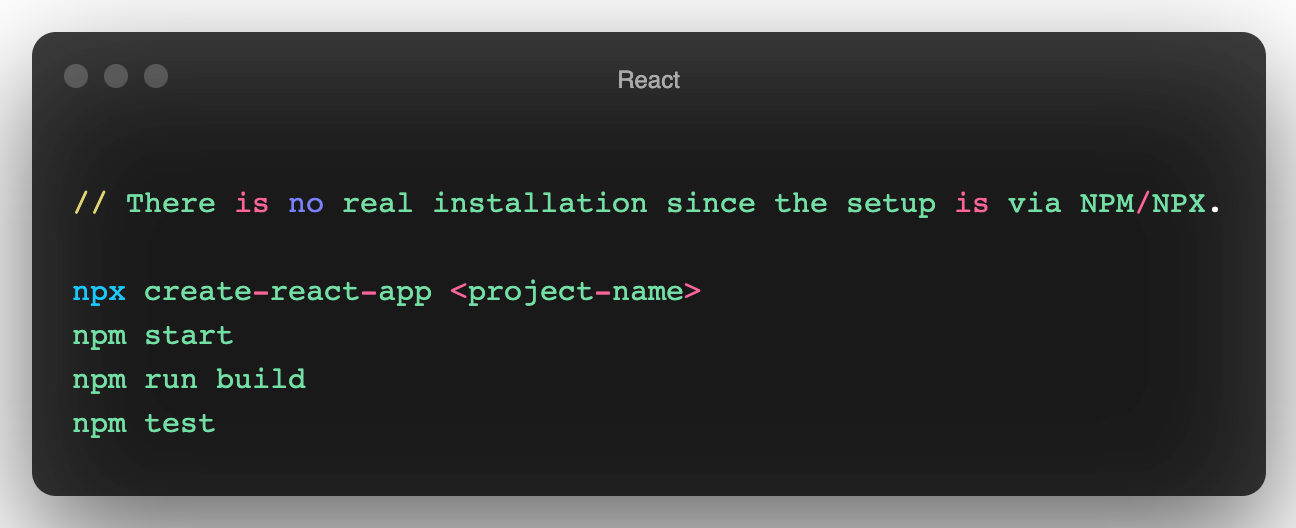 React
// There is no real installation since the setup is via NPM/NPX.
npx create-react-app <project-name>
npm start
npm run build
npm test